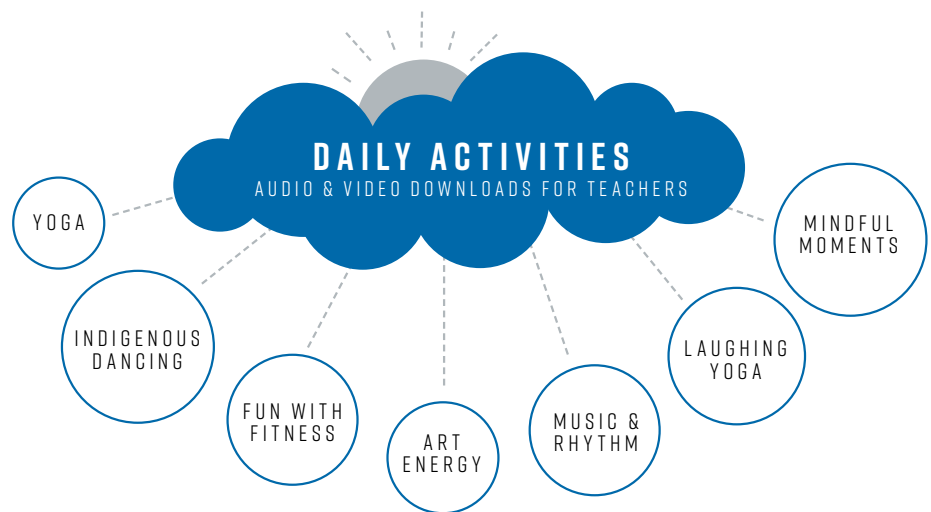 DAILY ACTIVITIES
AUDIO & VIDEO DOWNLOADS FOR TEACHERS
YOGA
INDIGENOUS
DANCING
FUN WITH
FITNESS
ART
ENERGY
MUSIC &
RHYTHM
LAUGHING
YOGA
MINDFUL
MOMENTS